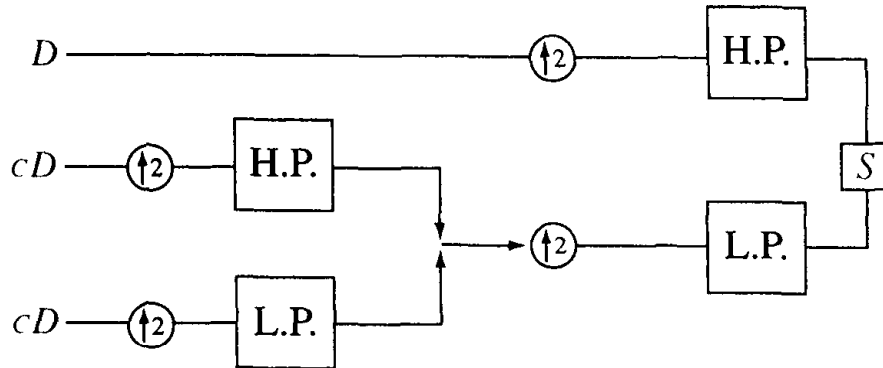 D ↑2 H.P.
cD ↑2 H.P. S
↑2 L.P.
cD ↑2 L.P.